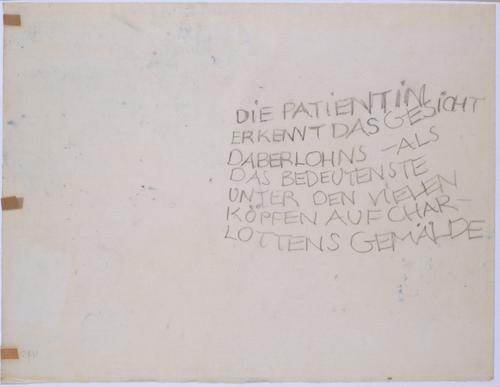 DIE PATIENTIN
ERKENNT DAS GESICHT
DABERLOHNS – ALS
DAS BEDEUTENSTE
UNTER DEN VIELEN
KÖPFEN AUF CHAR–
LOTTENS GEMÄLDE